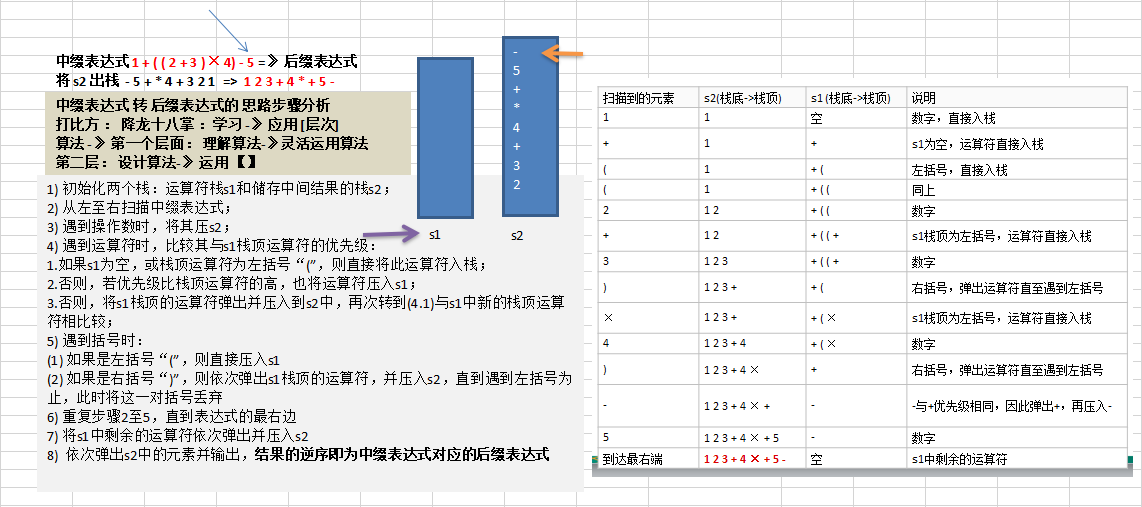 中缀表达式 1 + ( ( 2 + 3 ) × 4) - 5 = 》 后缀表达式
将 s2 出栈 - 5 + * 4 + 3 2 1 => 1 2 3 + 4 * + 5 -
中缀表达式 转 后缀表达式的 思路步骤分析
打比方 ： 降龙十八掌 ： 学习 -》 应用 [层次]
算法 -》 第一个层面 ： 理解算法-》灵活运用算法
第二层 ： 设计算法-》 运用 【 】
1) 初始化两个栈：运算符栈s1和储存中间结果的栈s2；
2) 从左至右扫描中缀表达式；
3) 遇到操作数时，将其压s2；
4) 遇到运算符时，比较其与s1栈顶运算符的优先级：
1.如果s1为空，或栈顶运算符为左括号“(”，则直接将此运算符入栈；
2.否则，若优先级比栈顶运算符的高，也将运算符压入s1；
3.否则，将s1栈顶的运算符弹出并压入到s2中，再次转到(4.1)与s1中新的栈顶运算
符相比较；
5) 遇到括号时：
(1) 如果是左括号“(”，则直接压入s1
(2) 如果是右括号“)”，则依次弹出s1栈顶的运算符，并压入s2，直到遇到左括号为
止，此时将这一对括号丢弃
6) 重复步骤2至5，直到表达式的最右边
7) 将s1中剩余的运算符依次弹出并压入s2
8) 依次弹出s2中的元素并输出，结果的逆序即为中缀表达式对应的后缀表达式
s1
-
5
+
*
4
+
3
2
s2
扫描到的元素 s2(栈底->栈顶) s1 (栈底->栈顶) 说明
1 1 空 数字，直接入栈
+ 1 + s1为空，运算符直接入栈
( 1 + ( 左括号，直接入栈
( 1 + ( ( 同上
2 1 2 + ( ( 数字
+ 1 2 + ( ( + s1栈顶为左括号，运算符直接入栈
3 1 2 3 + ( ( + 数字
) 1 2 3 + + ( 右括号，弹出运算符直至遇到左括号
× 1 2 3 + + ( × s1栈顶为左括号，运算符直接入栈
4 1 2 3 + 4 + ( × 数字
) 1 2 3 + 4 × + 右括号，弹出运算符直至遇到左括号
- 1 2 3 + 4 × + - -与+优先级相同，因此弹出+，再压入-
5 1 2 3 + 4 × + 5 - 数字
到达最右端 1 2 3 + 4 × + 5 - 空 s1中剩余的运算符